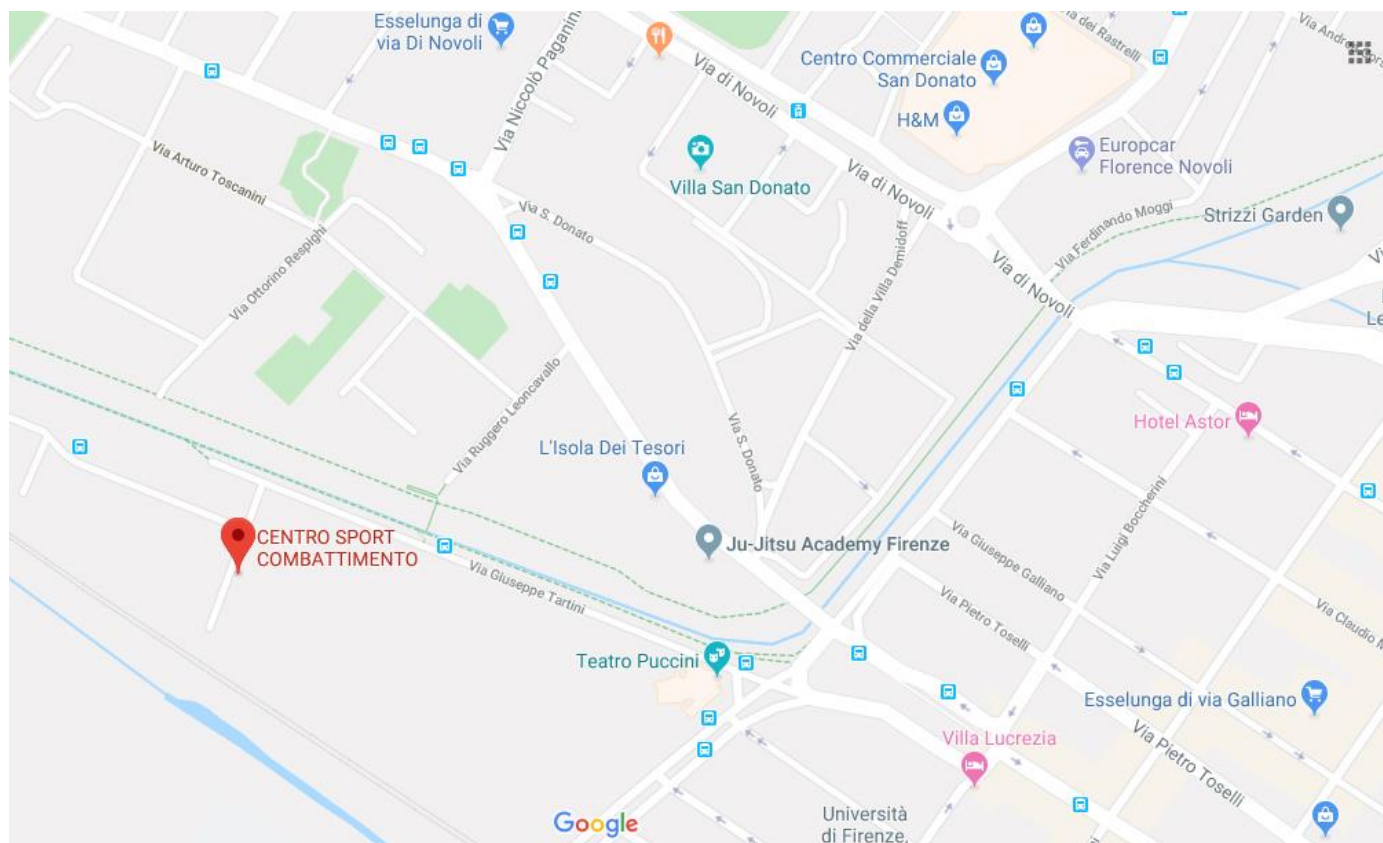 Esselunga di
via Di Novoli
Via Niccolò Paganini
Via di Novoli
Centro Commerciale
San Donato
Via dei Rastrelli
H&M
Europcar
Florence Novoli
Villa San Donato
Via di Novoli
Via Arturo Toscanini
Via S. Donato
Via Ferdinando Moggi
Strizzi Garden
Via Ottorino Respighi
Via della Villa Demidoff
Via di Novoli
Via Ruggero Leoncavallo
Hotel Astor
L'Isola Dei Tesori
Via S. Donato
CENTRO SPORT
COMBATTIMENTO
Ju-Jitsu Academy Firenze
Via Giuseppe Galliano
Via Luigi Boccherini
Via Giuseppe Tartini
Via Pietro Toselli
Via Claudio M
Teatro Puccini
Esselunga di via Galliano
Villa Lucrezia
Via Pietro Toselli
Google
Università
di Firenze,